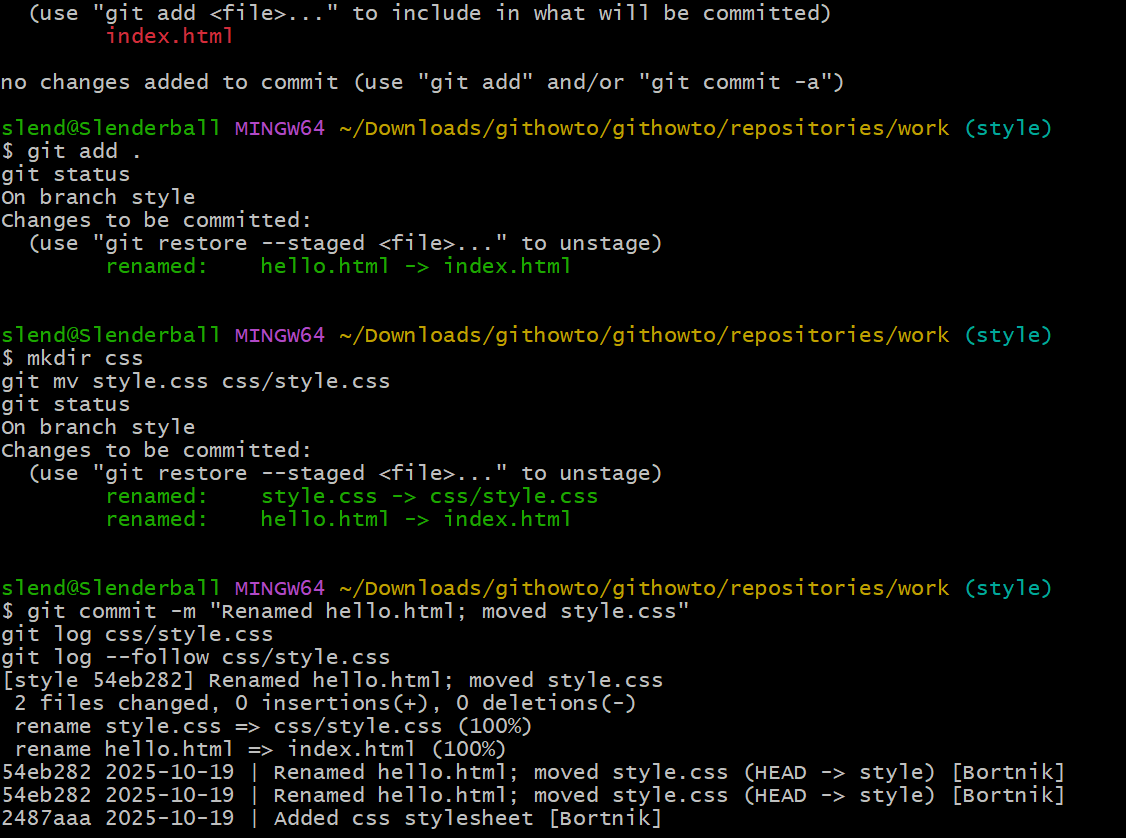 (use "git add <file>..." to include in what will be committed)
index.html
no changes added to commit (use "git add" and/or "git commit -a")
slend@Slenderball MINGW64 ~/Downloads/githowto/githowto/repositories/work (style)
$ git add .
git status
On branch style
Changes to be committed:
(use "git restore --staged <file>..." to unstage)
renamed:    hello.html -> index.html
slend@Slenderball MINGW64 ~/Downloads/githowto/githowto/repositories/work (style)
$ mkdir css
git mv style.css css/style.css
git status
On branch style
Changes to be committed:
(use "git restore --staged <file>..." to unstage)
renamed:    style.css -> css/style.css
renamed:    hello.html -> index.html
slend@Slenderball MINGW64 ~/Downloads/githowto/githowto/repositories/work (style)
$ git commit -m "Renamed hello.html; moved style.css"
git log css/style.css
git log --follow css/style.css
[style 54eb282] Renamed hello.html; moved style.css
2 files changed, 0 insertions(+), 0 deletions(-)
rename style.css => css/style.css (100%)
rename hello.html => index.html (100%)
54eb282 2025-10-19 | Renamed hello.html; moved style.css (HEAD -> style) [Bortnik]
54eb282 2025-10-19 | Renamed hello.html; moved style.css (HEAD -> style) [Bortnik]
2487aaa 2025-10-19 | Added css stylesheet [Bortnik]